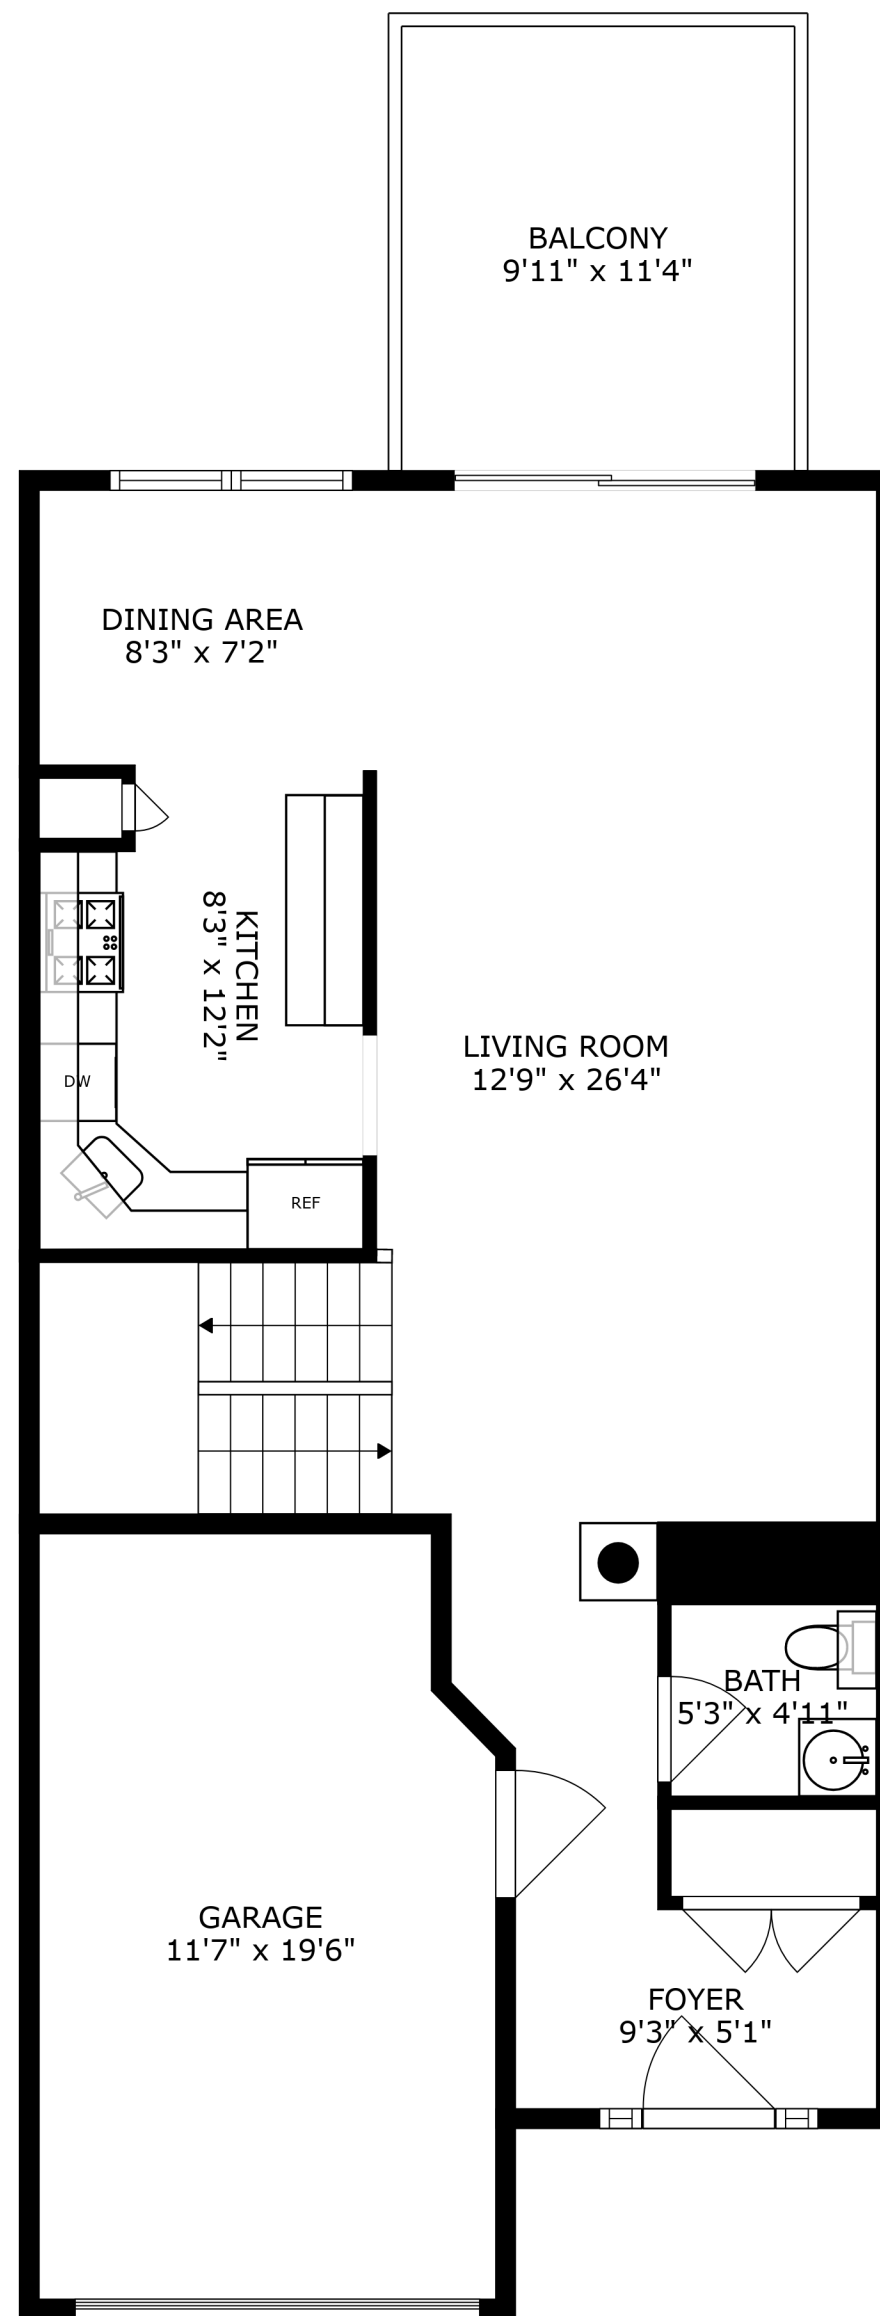 BALCONY
9'11" x 11'4"
DINING AREA
8'3" x 7'2"
KITCHEN
8'3" x 12'2"
LIVING ROOM
12'9" x 26'4"
DW
REF
BATH
5'3" x 4'11"
GARAGE
11'7" x 19'6"
FOYER
9'3" x 5'1"